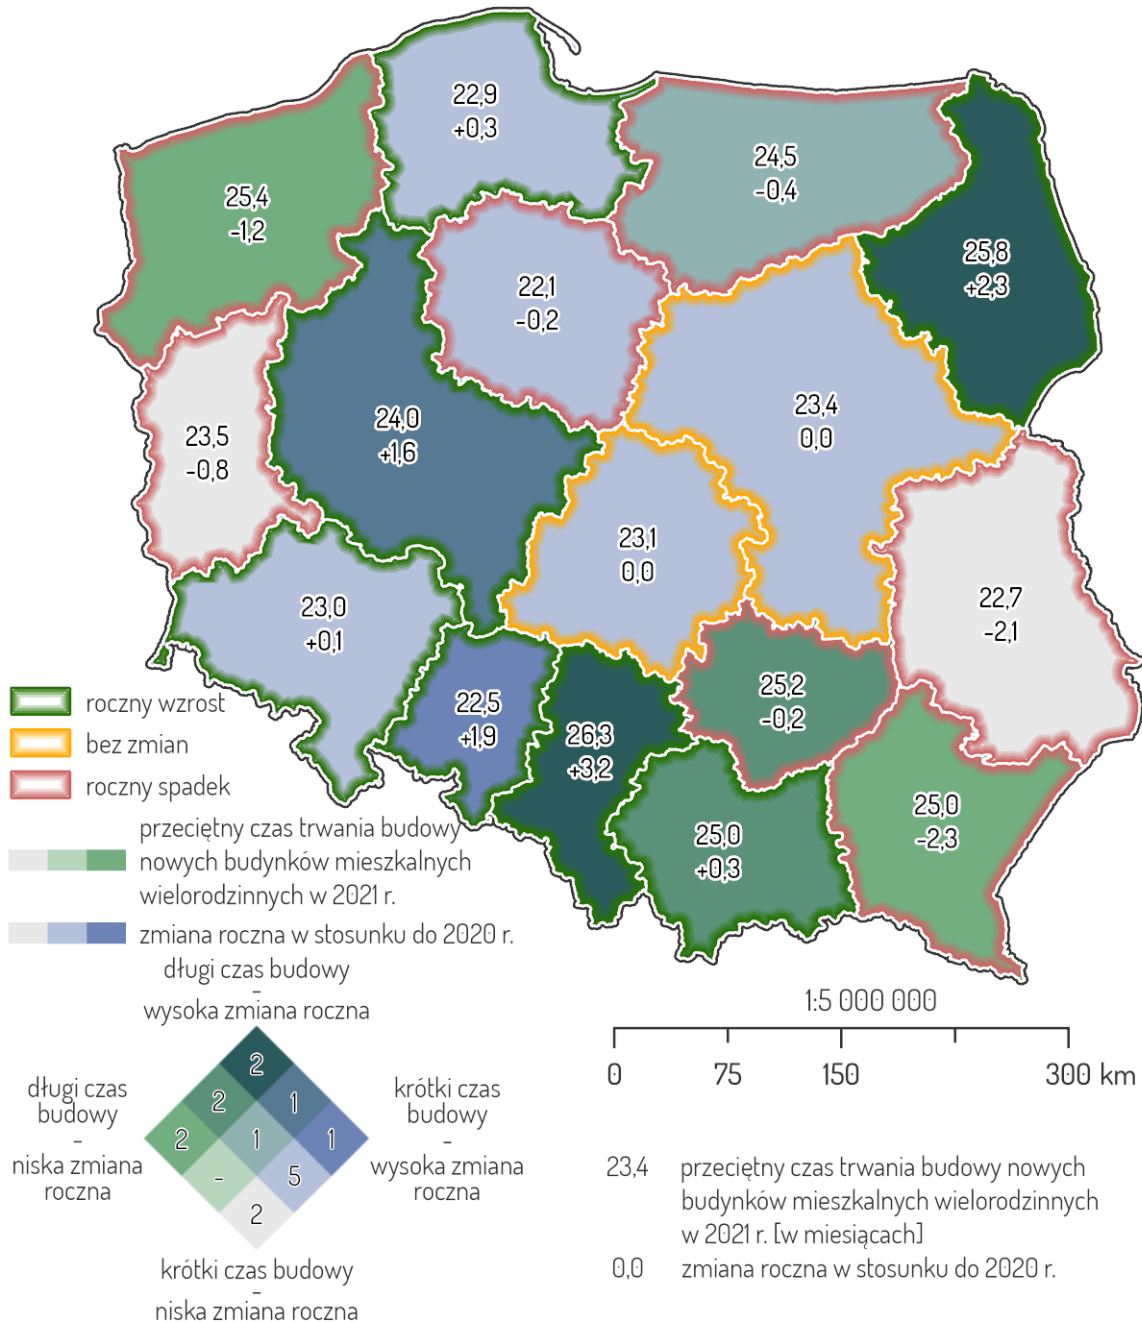 22,9
+0,3
24,5
-0,4
25,4
-1,2
25,8
+2,3
22,1
-0,2
24,0
+1,6
23,4
0,0
23,5
-0,8
23,1
0,0
22,7
-2,1
23,0
+0,1
22,5
+1,9
25,2
-0,2
26,3
+3,2
25,0
+0,3
25,0
-2,3
roczny wzrost
bez zmian
roczny spadek
przeciętny czas trwania budowy
nowych budynków mieszkalnych
wielorodzinnych w 2021 r.
zmiana roczna w stosunku do 2020 r.
długi czas budowy
-
wysoka zmiana roczna
długi czas
budowy
-
niska zmiana
roczna
2
2
1
2
1
1
-
5
2
krótki czas
budowy
-
wysoka zmiana
roczna
krótki czas budowy
-
niska zmiana roczna
1:5 000 000
0
75
150
300 km
23,4
przeciętny czas trwania budowy nowych
budynków mieszkalnych wielorodzinnych
w 2021 r. [w miesiącach]
0,0
zmiana roczna w stosunku do 2020 r.